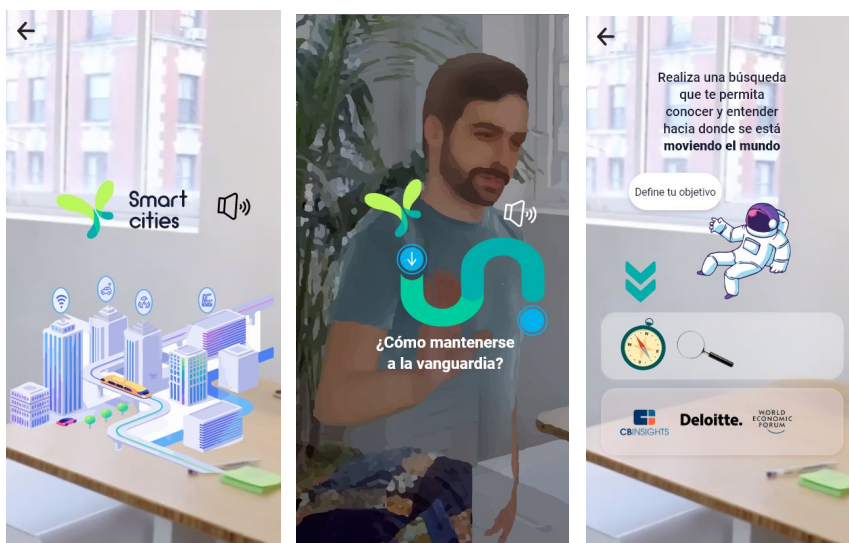 Smart
cities
¿Cómo mantenerse
a la vanguardia?
Realiza una búsqueda
que te permita
conocer y entender
hacia donde se está
moviendo el mundo
Define tu objetivo
CBINSIGHTS
Deloitte.
WORLD
ECONOMIC
FORUM